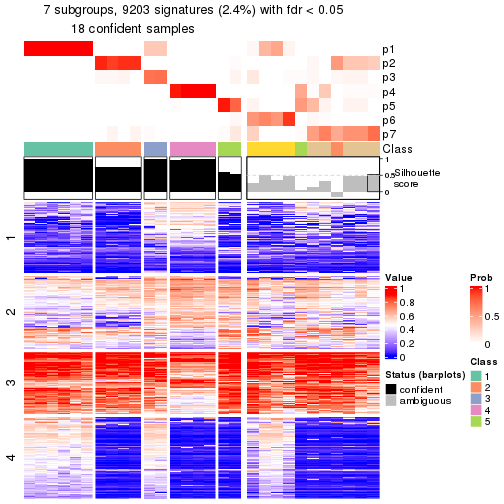 7 subgroups, 9203 signatures (2.4%) with fdr < 0.05
18 confident samples
p1
p2
p3
p4
p5
p6
p7
Class
1
0.5
0
Silhouette
score
1
2
3
4
Value
1
0.8
0.6
0.4
0.2
0
Prob
1
0.5
0
Status (barplots)
confident
ambiguous
Class
1
2
3
4
5